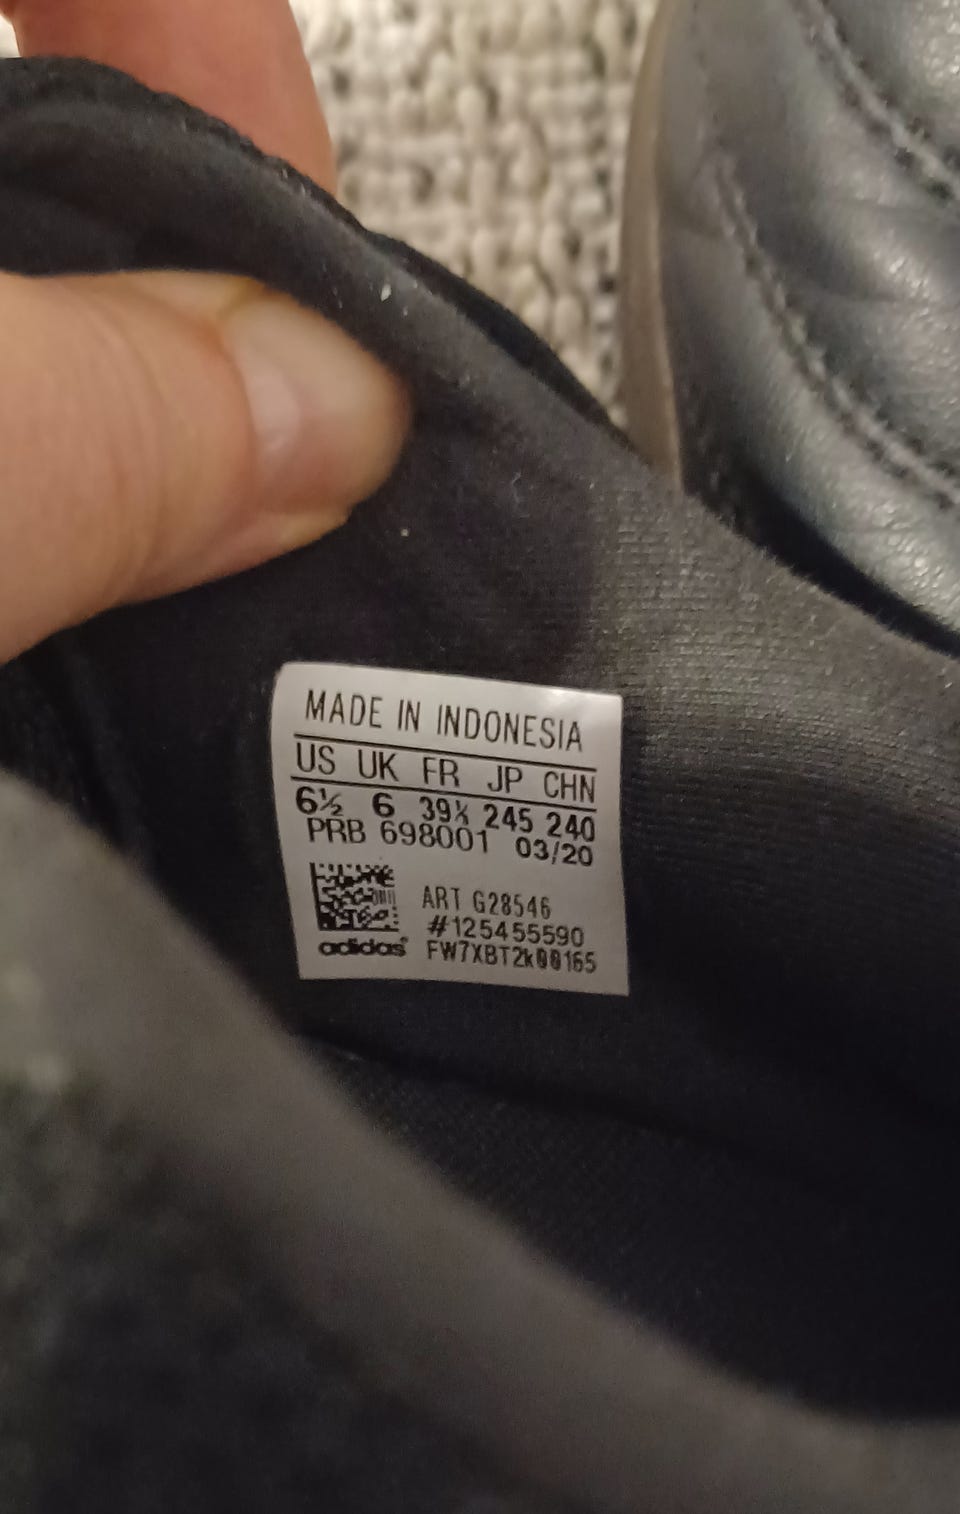 MADE IN INDONESIA
US UK FR JP CHN
6½ 6 39⅓ 245 240
PRB 698001 03/20
ART G28546
#125455590
adidas FW7XBT2k00165